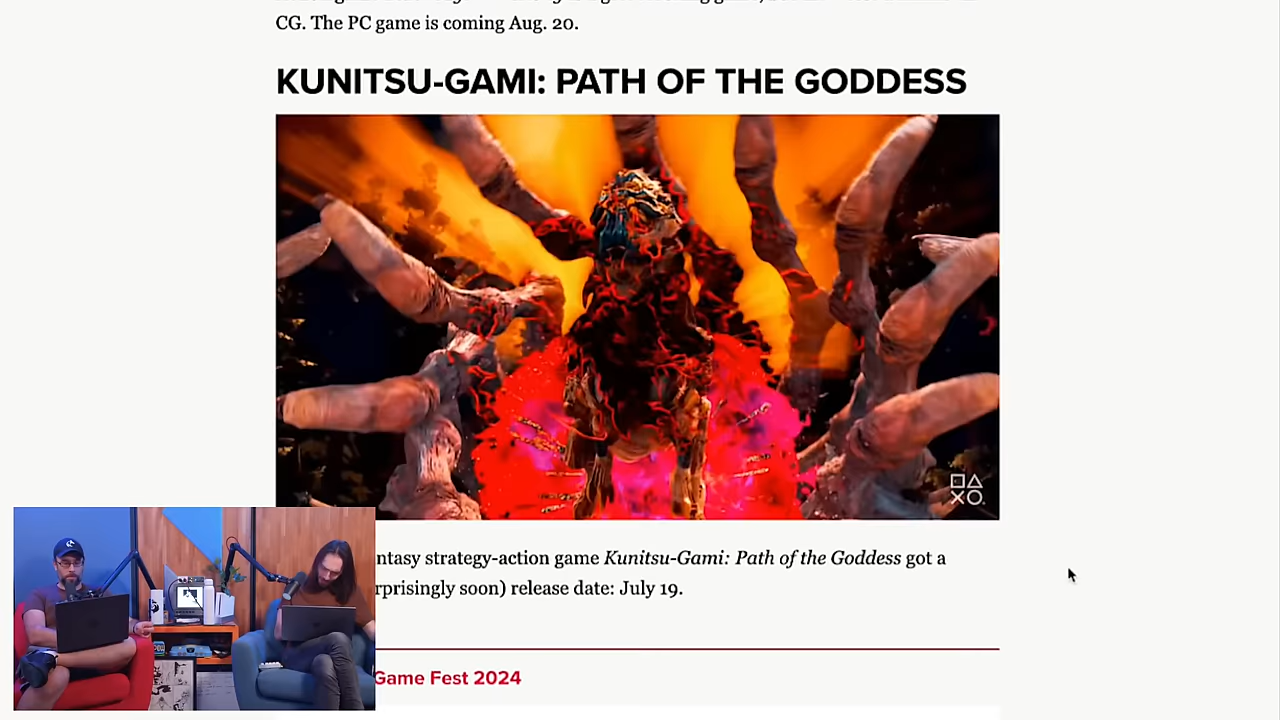 CG. The PC game is coming Aug. 20.
KUNITSU-GAMI: PATH OF THE GODDESS
ntasy strategy-action game Kunitsu-Gami: Path of the Goddess got a
rprisingly soon) release date: July 19.
Game Fest 2024